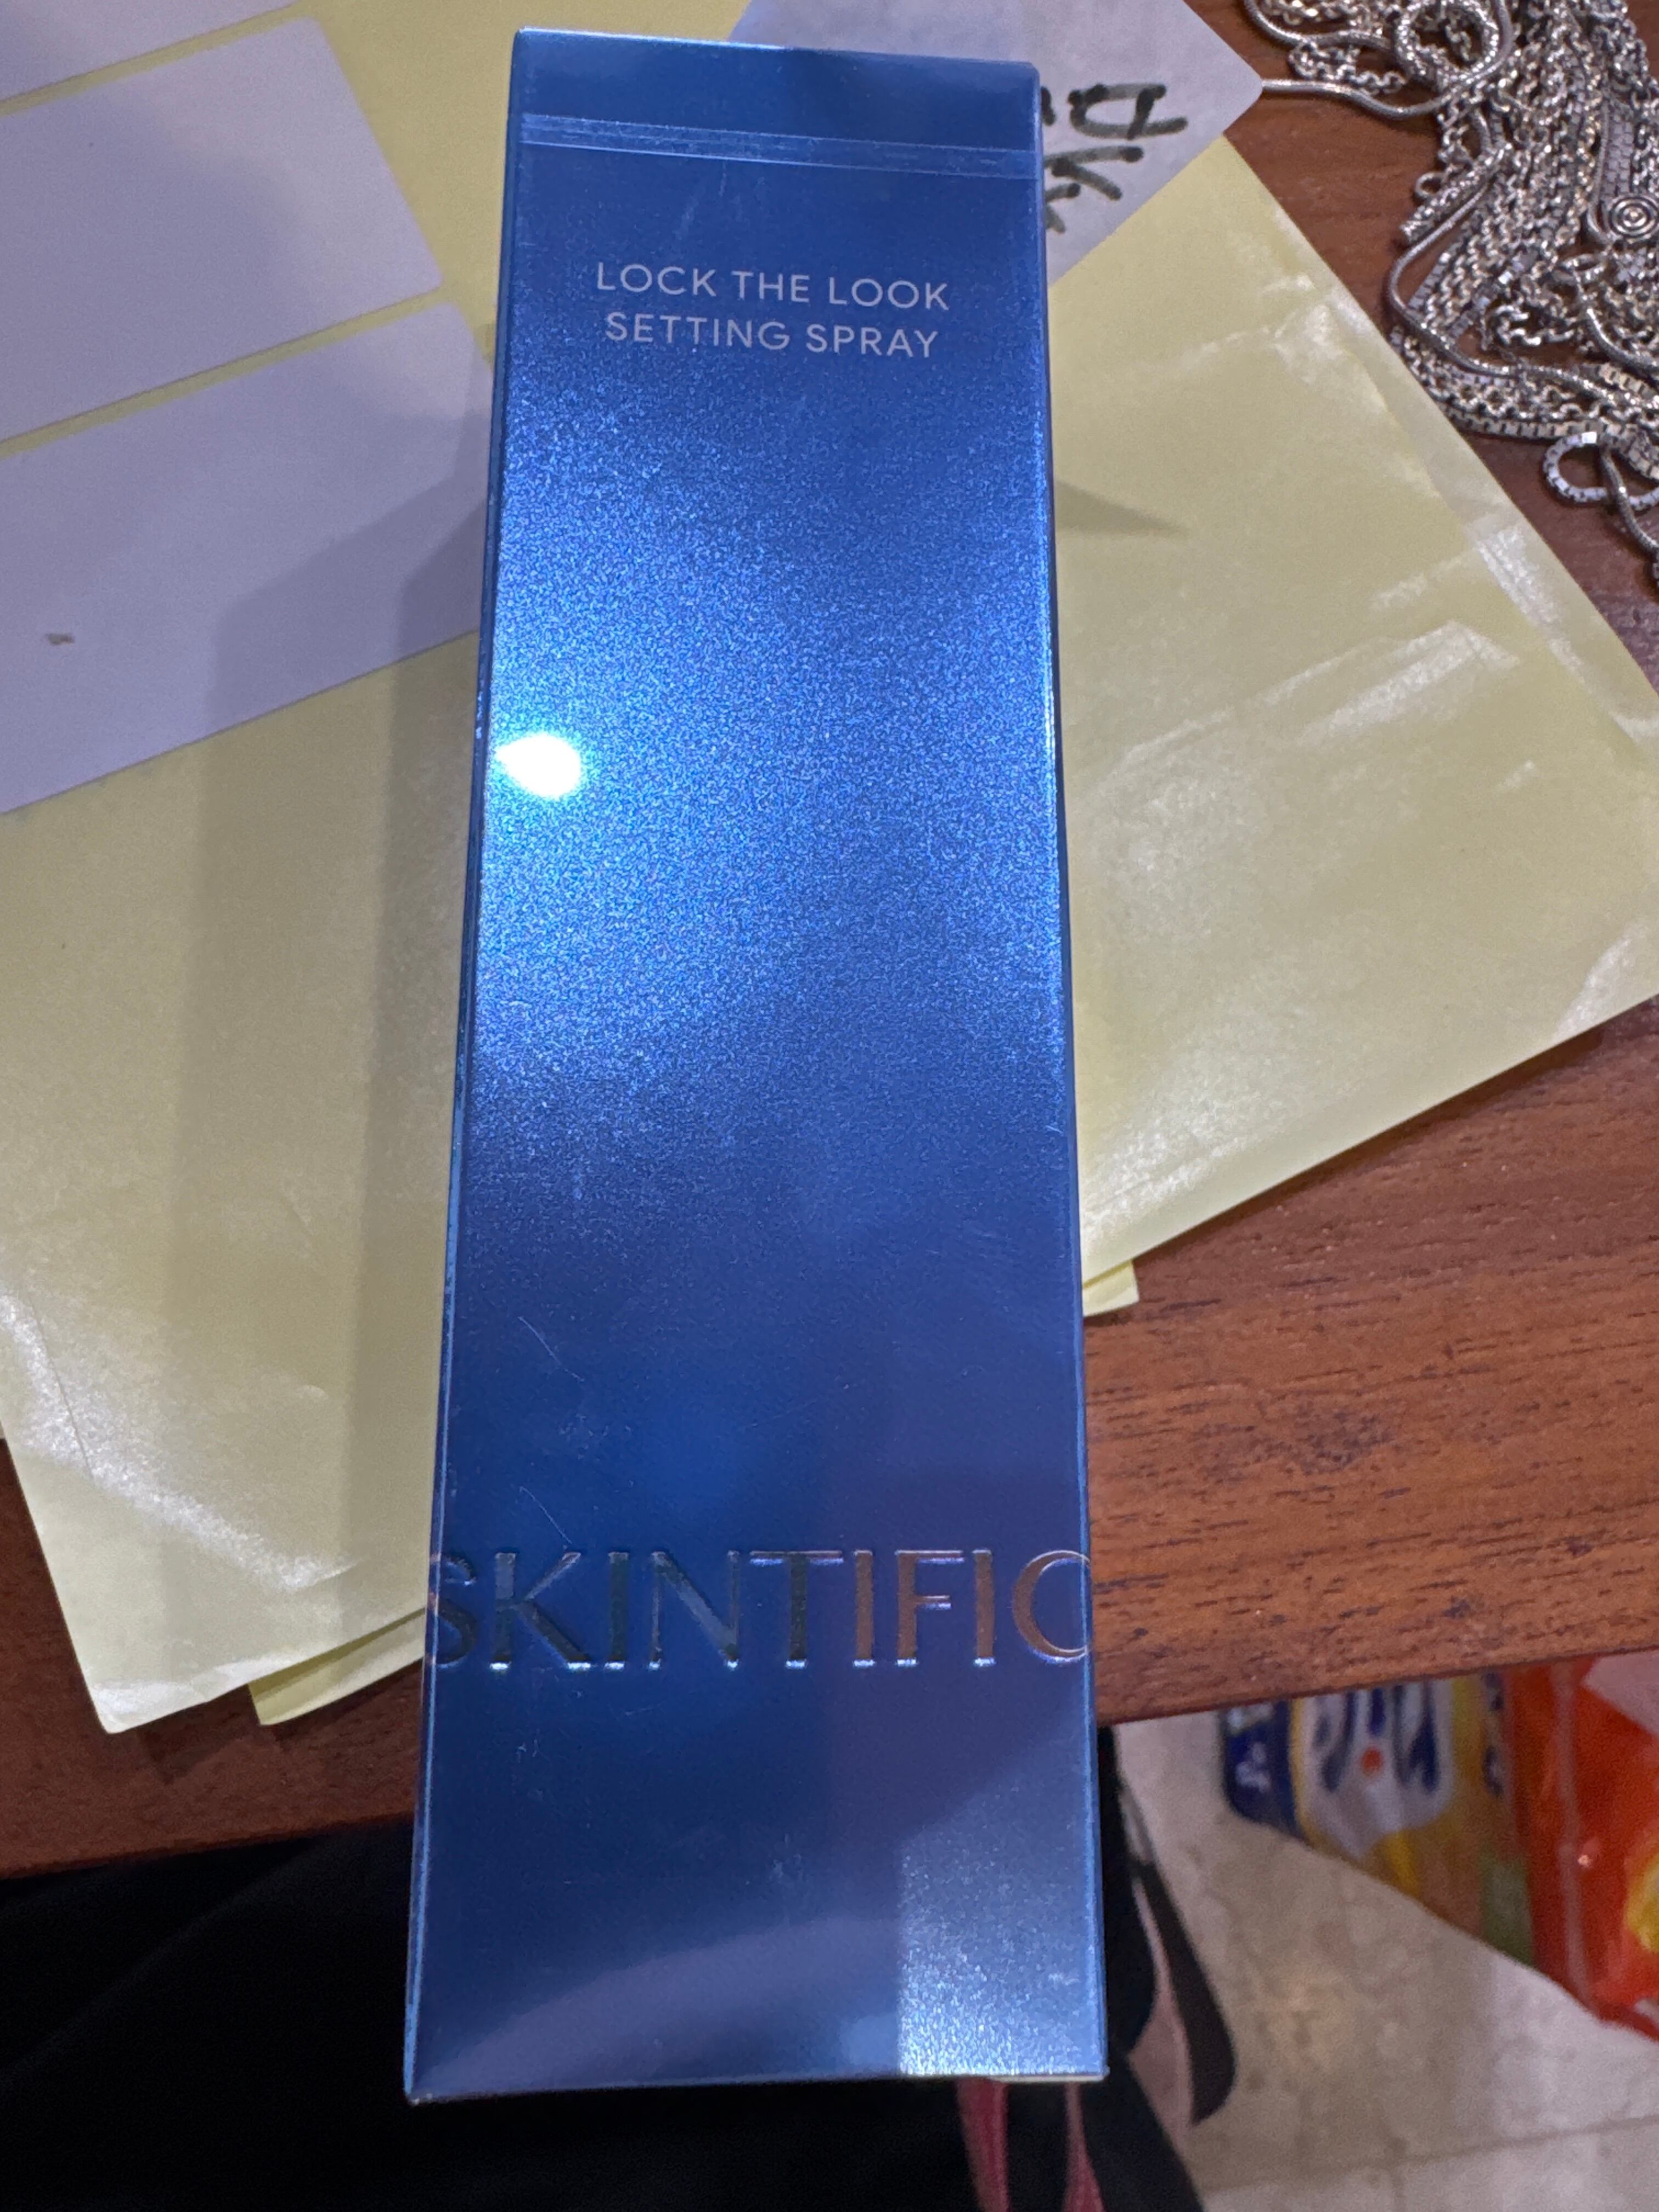 LOCK THE LOOK
SETTING SPRAY
SKINTIFIC